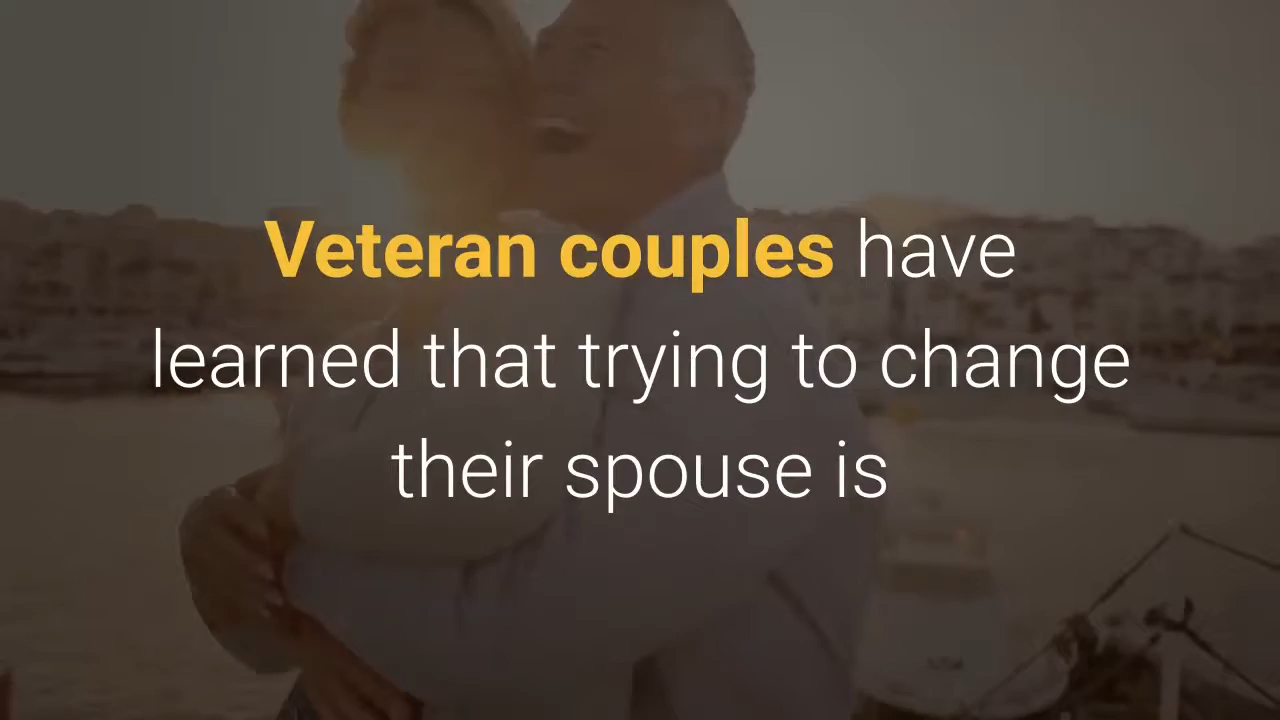 Veteran couples have
learned that trying to change
their spouse is